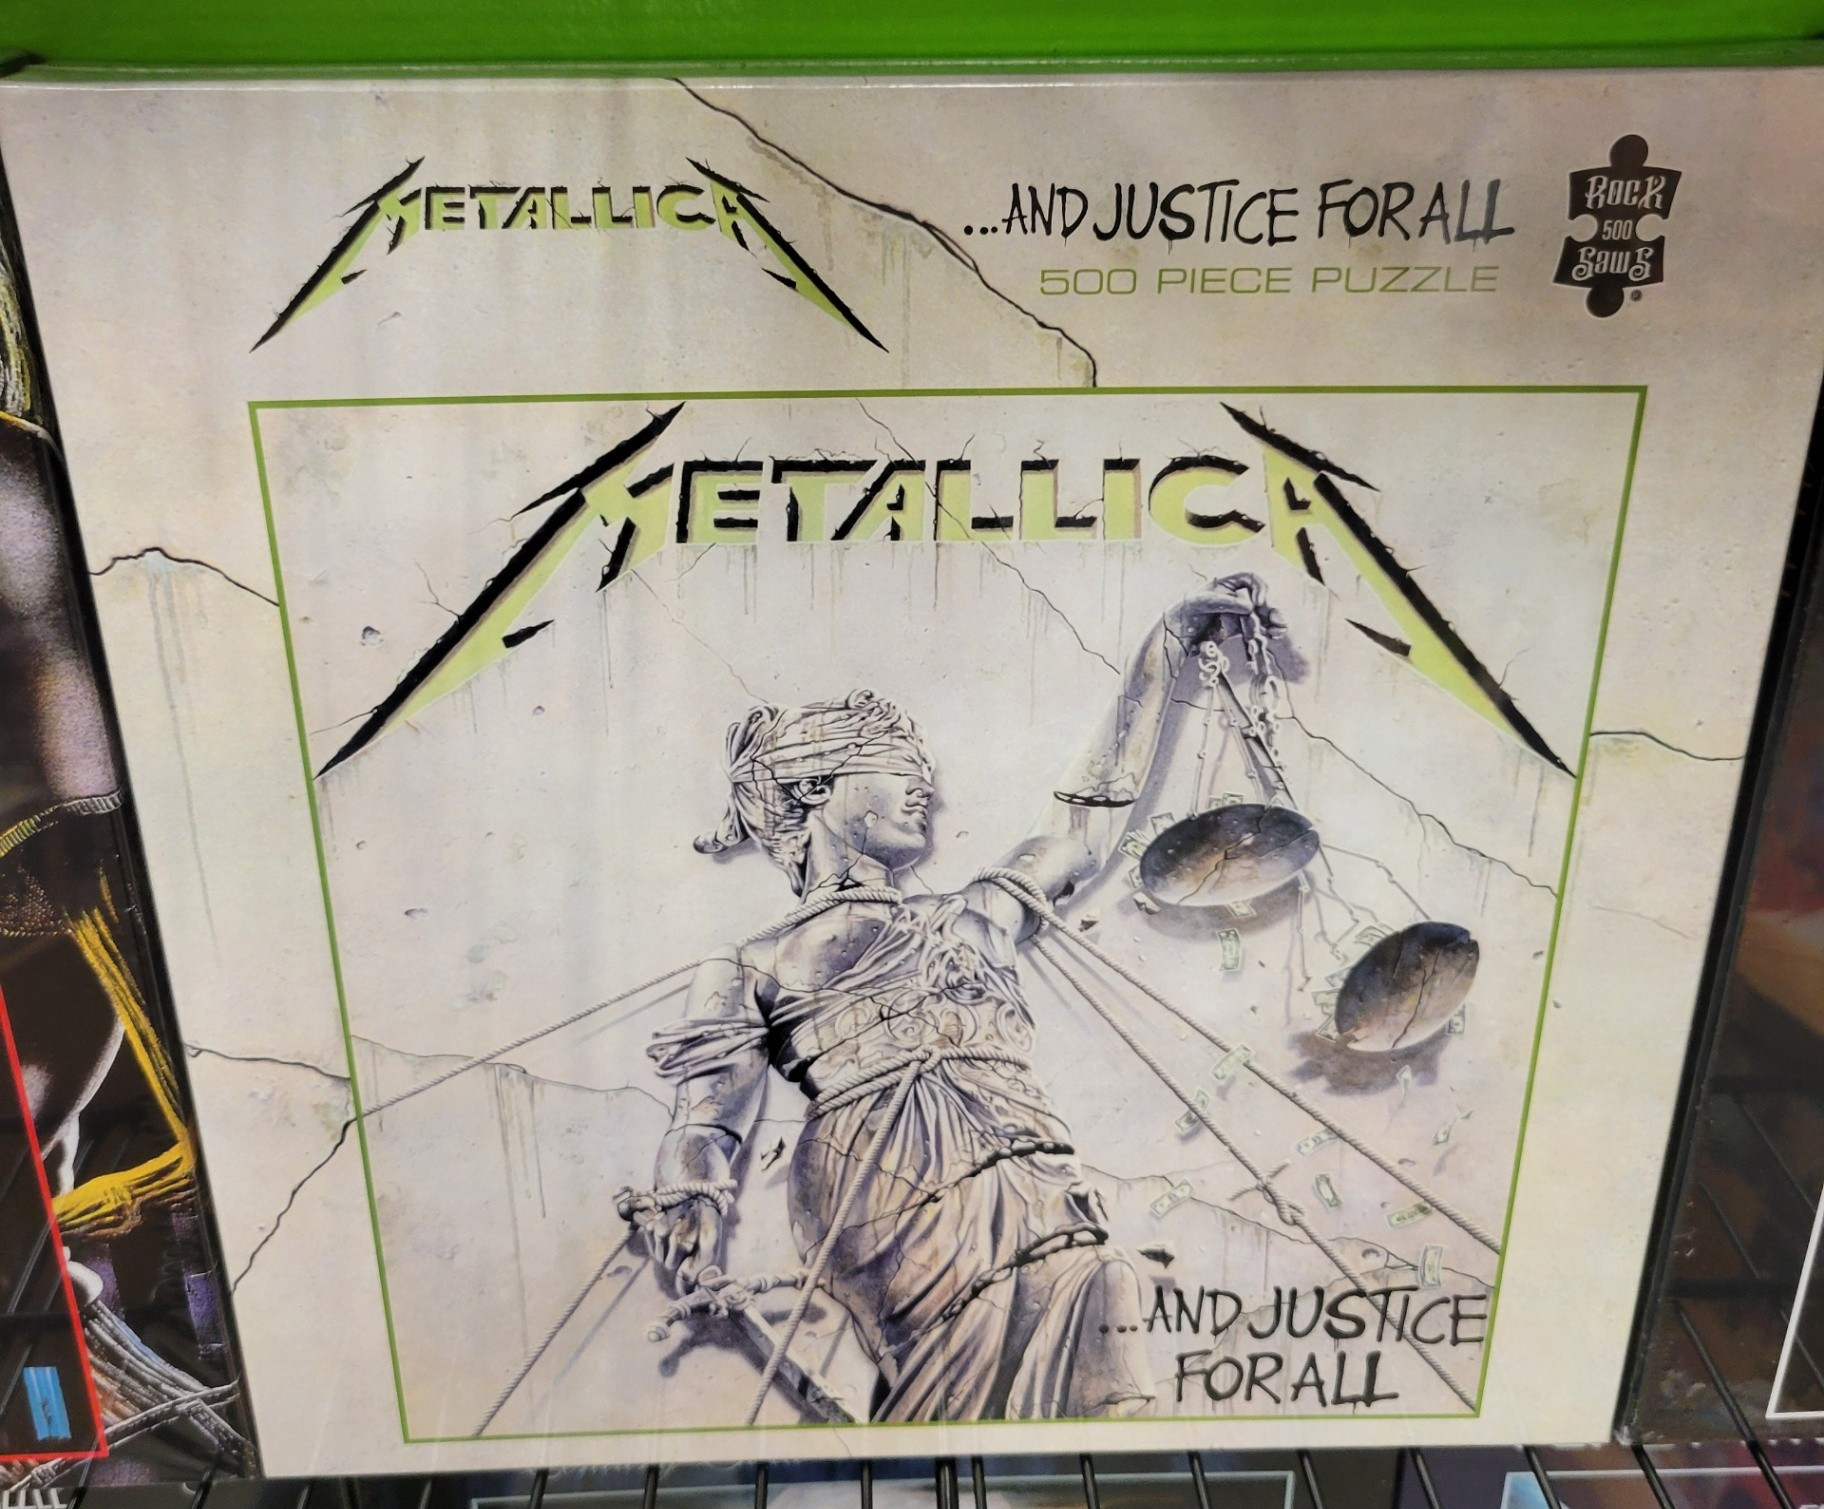 METALLICA
...AND JUSTICE FOR ALL
500 PIECE PUZZLE
ROCK
500
SAWS
METALLICA
...AND JUSTICE
FOR ALL